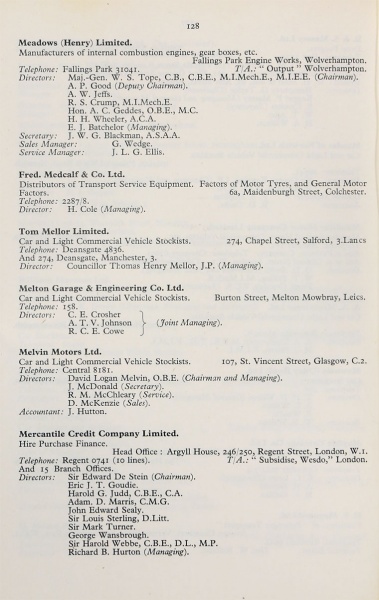 128
Meadows (Henry) Limited.
Manufacturers of internal combustion engines, gear boxes, etc.
Fallings Park Engine Works, Wolverhampton.
Telephone: Fallings Park 31041. T/A.: " Output " Wolverhampton.
Directors: Maj.-Gen. W. S. Tope, C.B., C.B.E., M.I.Mech.E., M.I.E.E. (Chairman).
A. P. Good (Deputy Chairman).
A. W. Jeffs.
R. S. Crump, M.I.Mech.E.
Hon. A. C. Geddes, O.B.E., M.C.
H. H. Wheeler, A.C.A.
E. J. Batchelor (Managing).
Secretary: J. W. G. Blackman, A.S.A.A.
Sales Manager: G. Wedge.
Service Manager: J. L. G. Ellis.
Fred. Medcalf & Co. Ltd.
Distributors of Transport Service Equipment. Factors of Motor Tyres, and General Motor
Factors. 6a, Maidenburgh Street, Colchester.
Telephone: 2287/8.
Director: H. Cole (Managing).
Tom Mellor Limited.
Car and Light Commercial Vehicle Stockists. 274, Chapel Street, Salford, 3.Lancs
Telephone: Deansgate 4836.
And 274, Deansgate, Manchester, 3.
Director: Councillor Thomas Henry Mellor, J.P. (Managing).
Melton Garage & Engineering Co. Ltd.
Car and Light Commercial Vehicle Stockists. Burton Street, Melton Mowbray, Leics.
Telephone: 158.
Directors: C. E. Crosher
A. T. V. Johnson } (Joint Managing).
R. C. E. Cowe
Melvin Motors Ltd.
Car and Light Commercial Vehicle Stockists. 107, St. Vincent Street, Glasgow, C.2.
Telephone: Central 8181.
Directors: David Logan Melvin, O.B.E. (Chairman and Managing).
J. McDonald (Secretary).
R. M. McChleary (Service).
D. McKenzie (Sales).
Accountant: J. Hutton.
Mercantile Credit Company Limited.
Hire Purchase Finance.
Head Office : Argyll House, 246/250, Regent Street, London, W.1.
Telephone: Regent 0741 (10 lines). T/A.: " Subsidise, Wesdo," London.
And 15 Branch Offices.
Directors: Sir Edward De Stein (Chairman).
Eric J. T. Goudie.
Harold G. Judd, C.B.E., C.A.
Adam. D. Marris, C.M.G.
John Edward Sealy.
Sir Louis Sterling, D.Litt.
Sir Mark Turner.
George Wansbrough.
Sir Harold Webbe, C.B.E., D.L., M.P.
Richard B. Hurton (Managing).